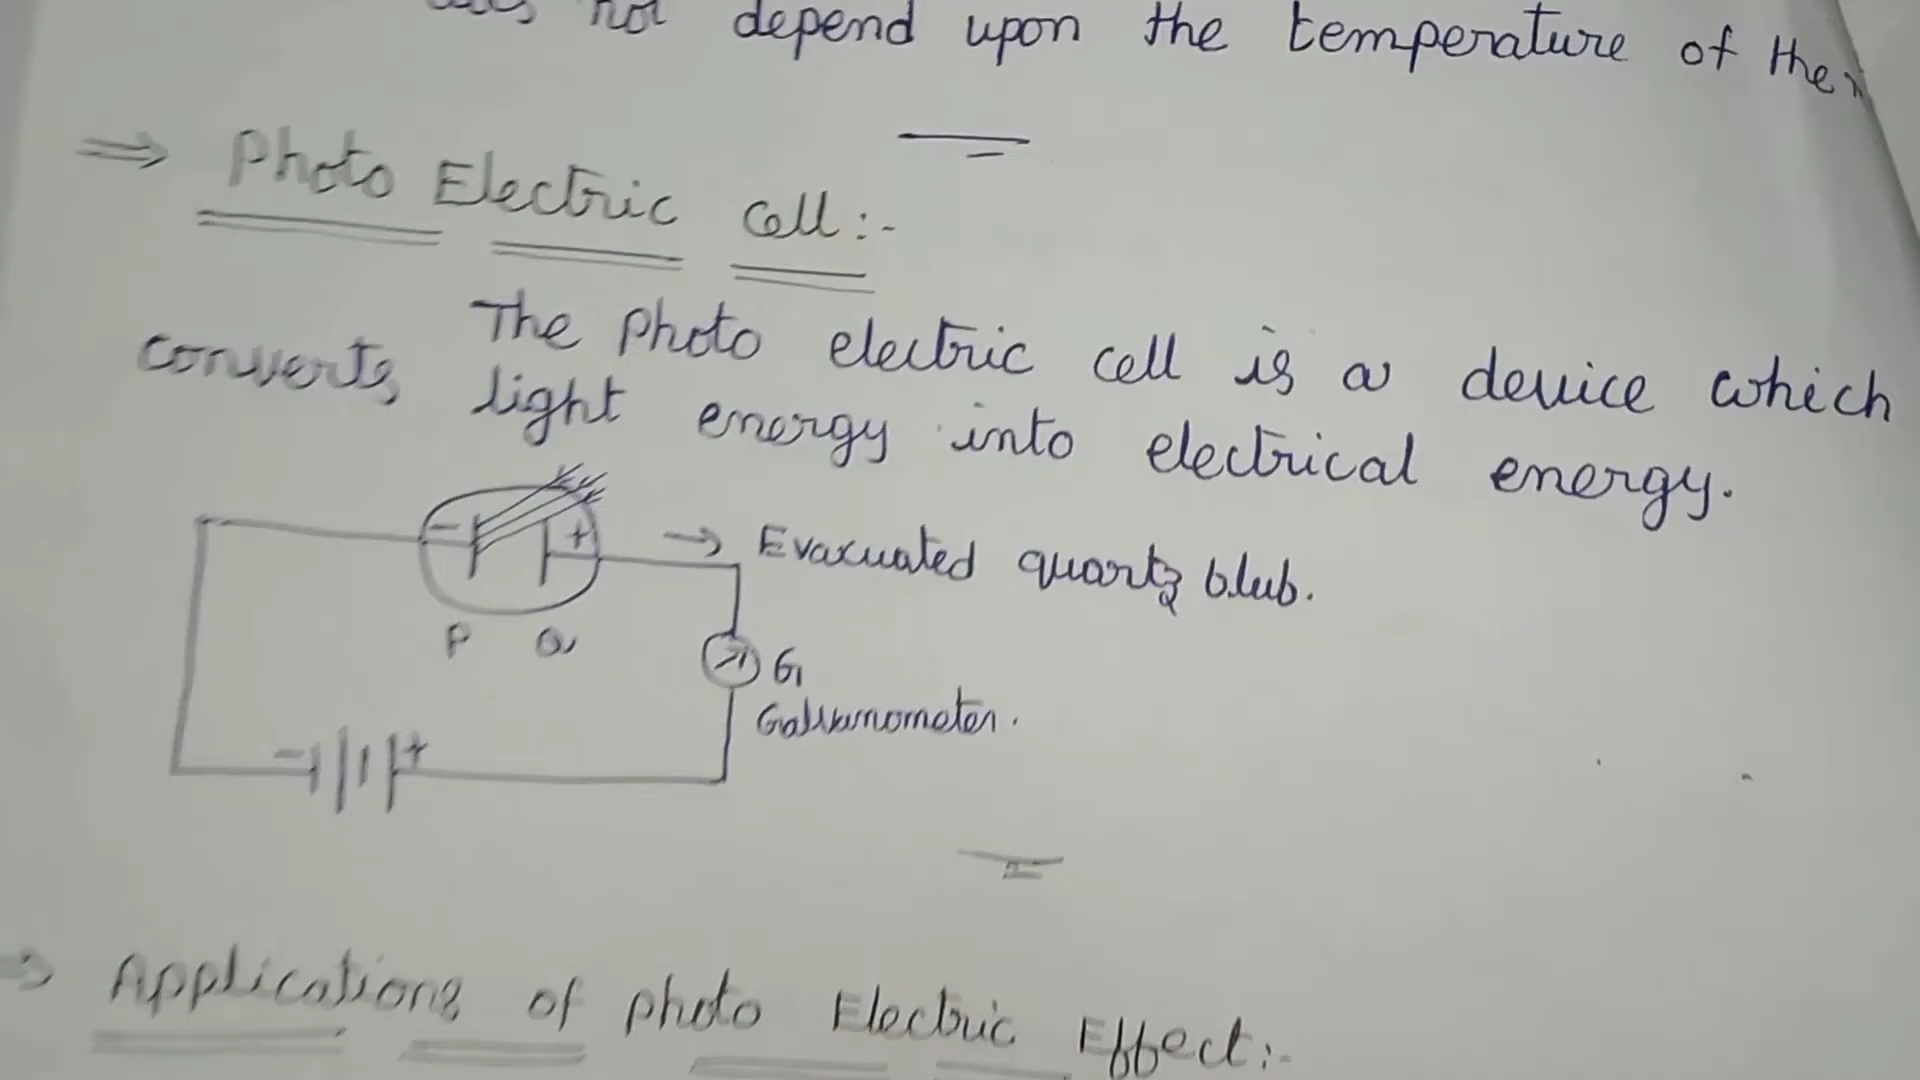 not depend upon the temperature of the
⇒ Photo Electric cell:-
The Photo electric cell is a device which
converts light energy into electrical energy.
- +
→ Evacuated quartz blub.
P Q
G
Galvanometer.
- +
⇒ Applications of photo Electric Effect:-